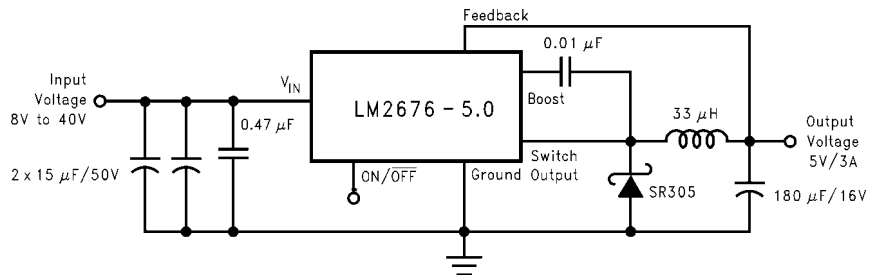 Feedback
0.01 μF
Input
Voltage
8V to 40V
V_IN
LM2676 - 5.0
Boost
33 μH
Output
Voltage
5V/3A
0.47 μF
2 x 15 μF/50V
ON/O̅F̅F̅
Ground
Switch
Output
SR305
180 μF/16V